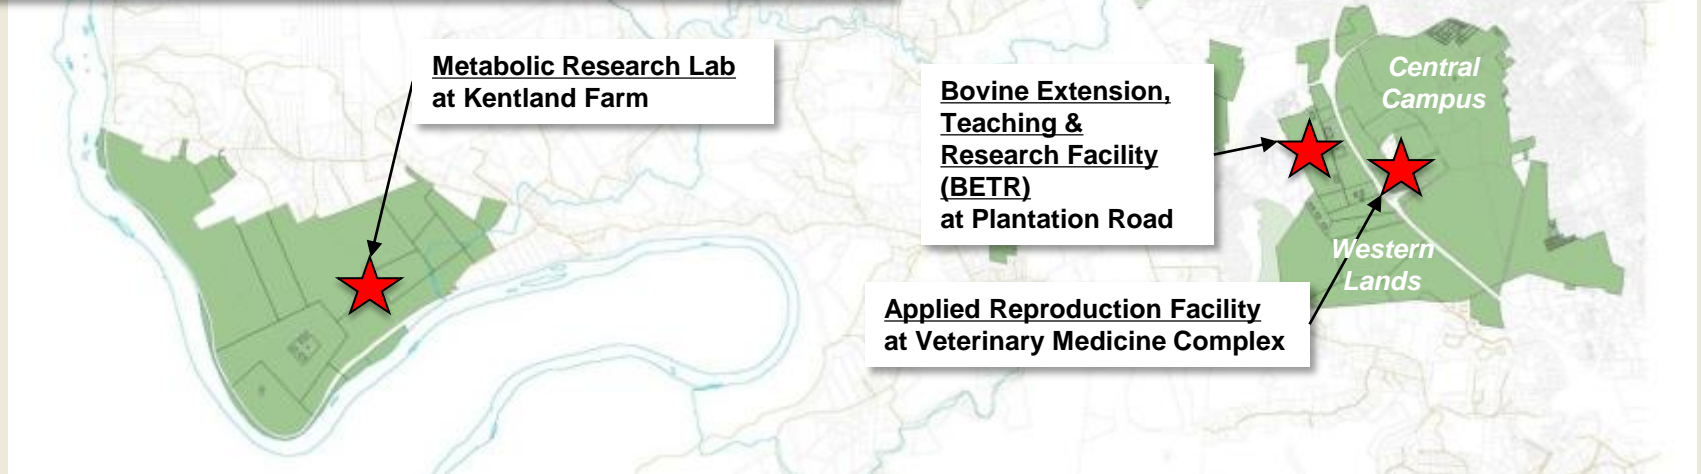 Metabolic Research Lab
at Kentland Farm
Bovine Extension,
Teaching &
Research Facility
(BETR)
at Plantation Road
Central
Campus
Western
Lands
Applied Reproduction Facility
at Veterinary Medicine Complex